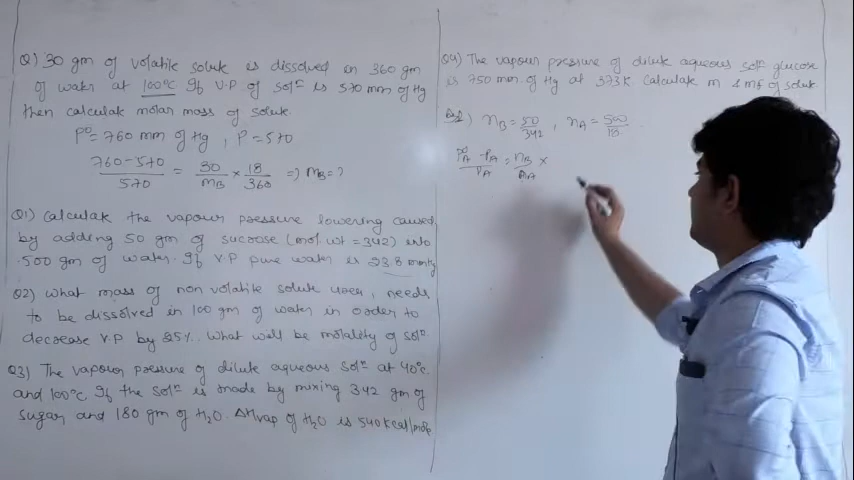 Q) 30 gm of volatile solute is dissolved in 360 gm
of water at 100°C If V.P of solⁿ is 570 mm of Hg
then calculate molar mass of solute.
P° = 760 mm of Hg , P = 570
760-570/570 = 30/MB × 18/360 => MB = ?
Q1) Calculate the vapour pressure lowering caused
by adding 50 gm of sucrose (mol. wt = 342) into
500 gm of water. If V.P pure water is 23.8 mmHg
Q2) What mass of non volatile solute urea, needs
to be dissolved in 100 gm of water in order to
decrease V.P by 25%. What will be molality of solⁿ.
Q3) The vapour pressure of dilute aqueous solⁿ at 40°C.
and 100°C If the solⁿ is made by mixing 342 gm of
sugar and 180 gm of H₂O. ΔHvap of H₂O is 540 kcal/mole
Q4) The vapour pressure of dilute aqueous solⁿ glucose
is 750 mm of Hg at 373K Calculate m & mf of solute.
nB = 50/342 , nA = 500/18
P°A - PA/PA = nB/nA ×